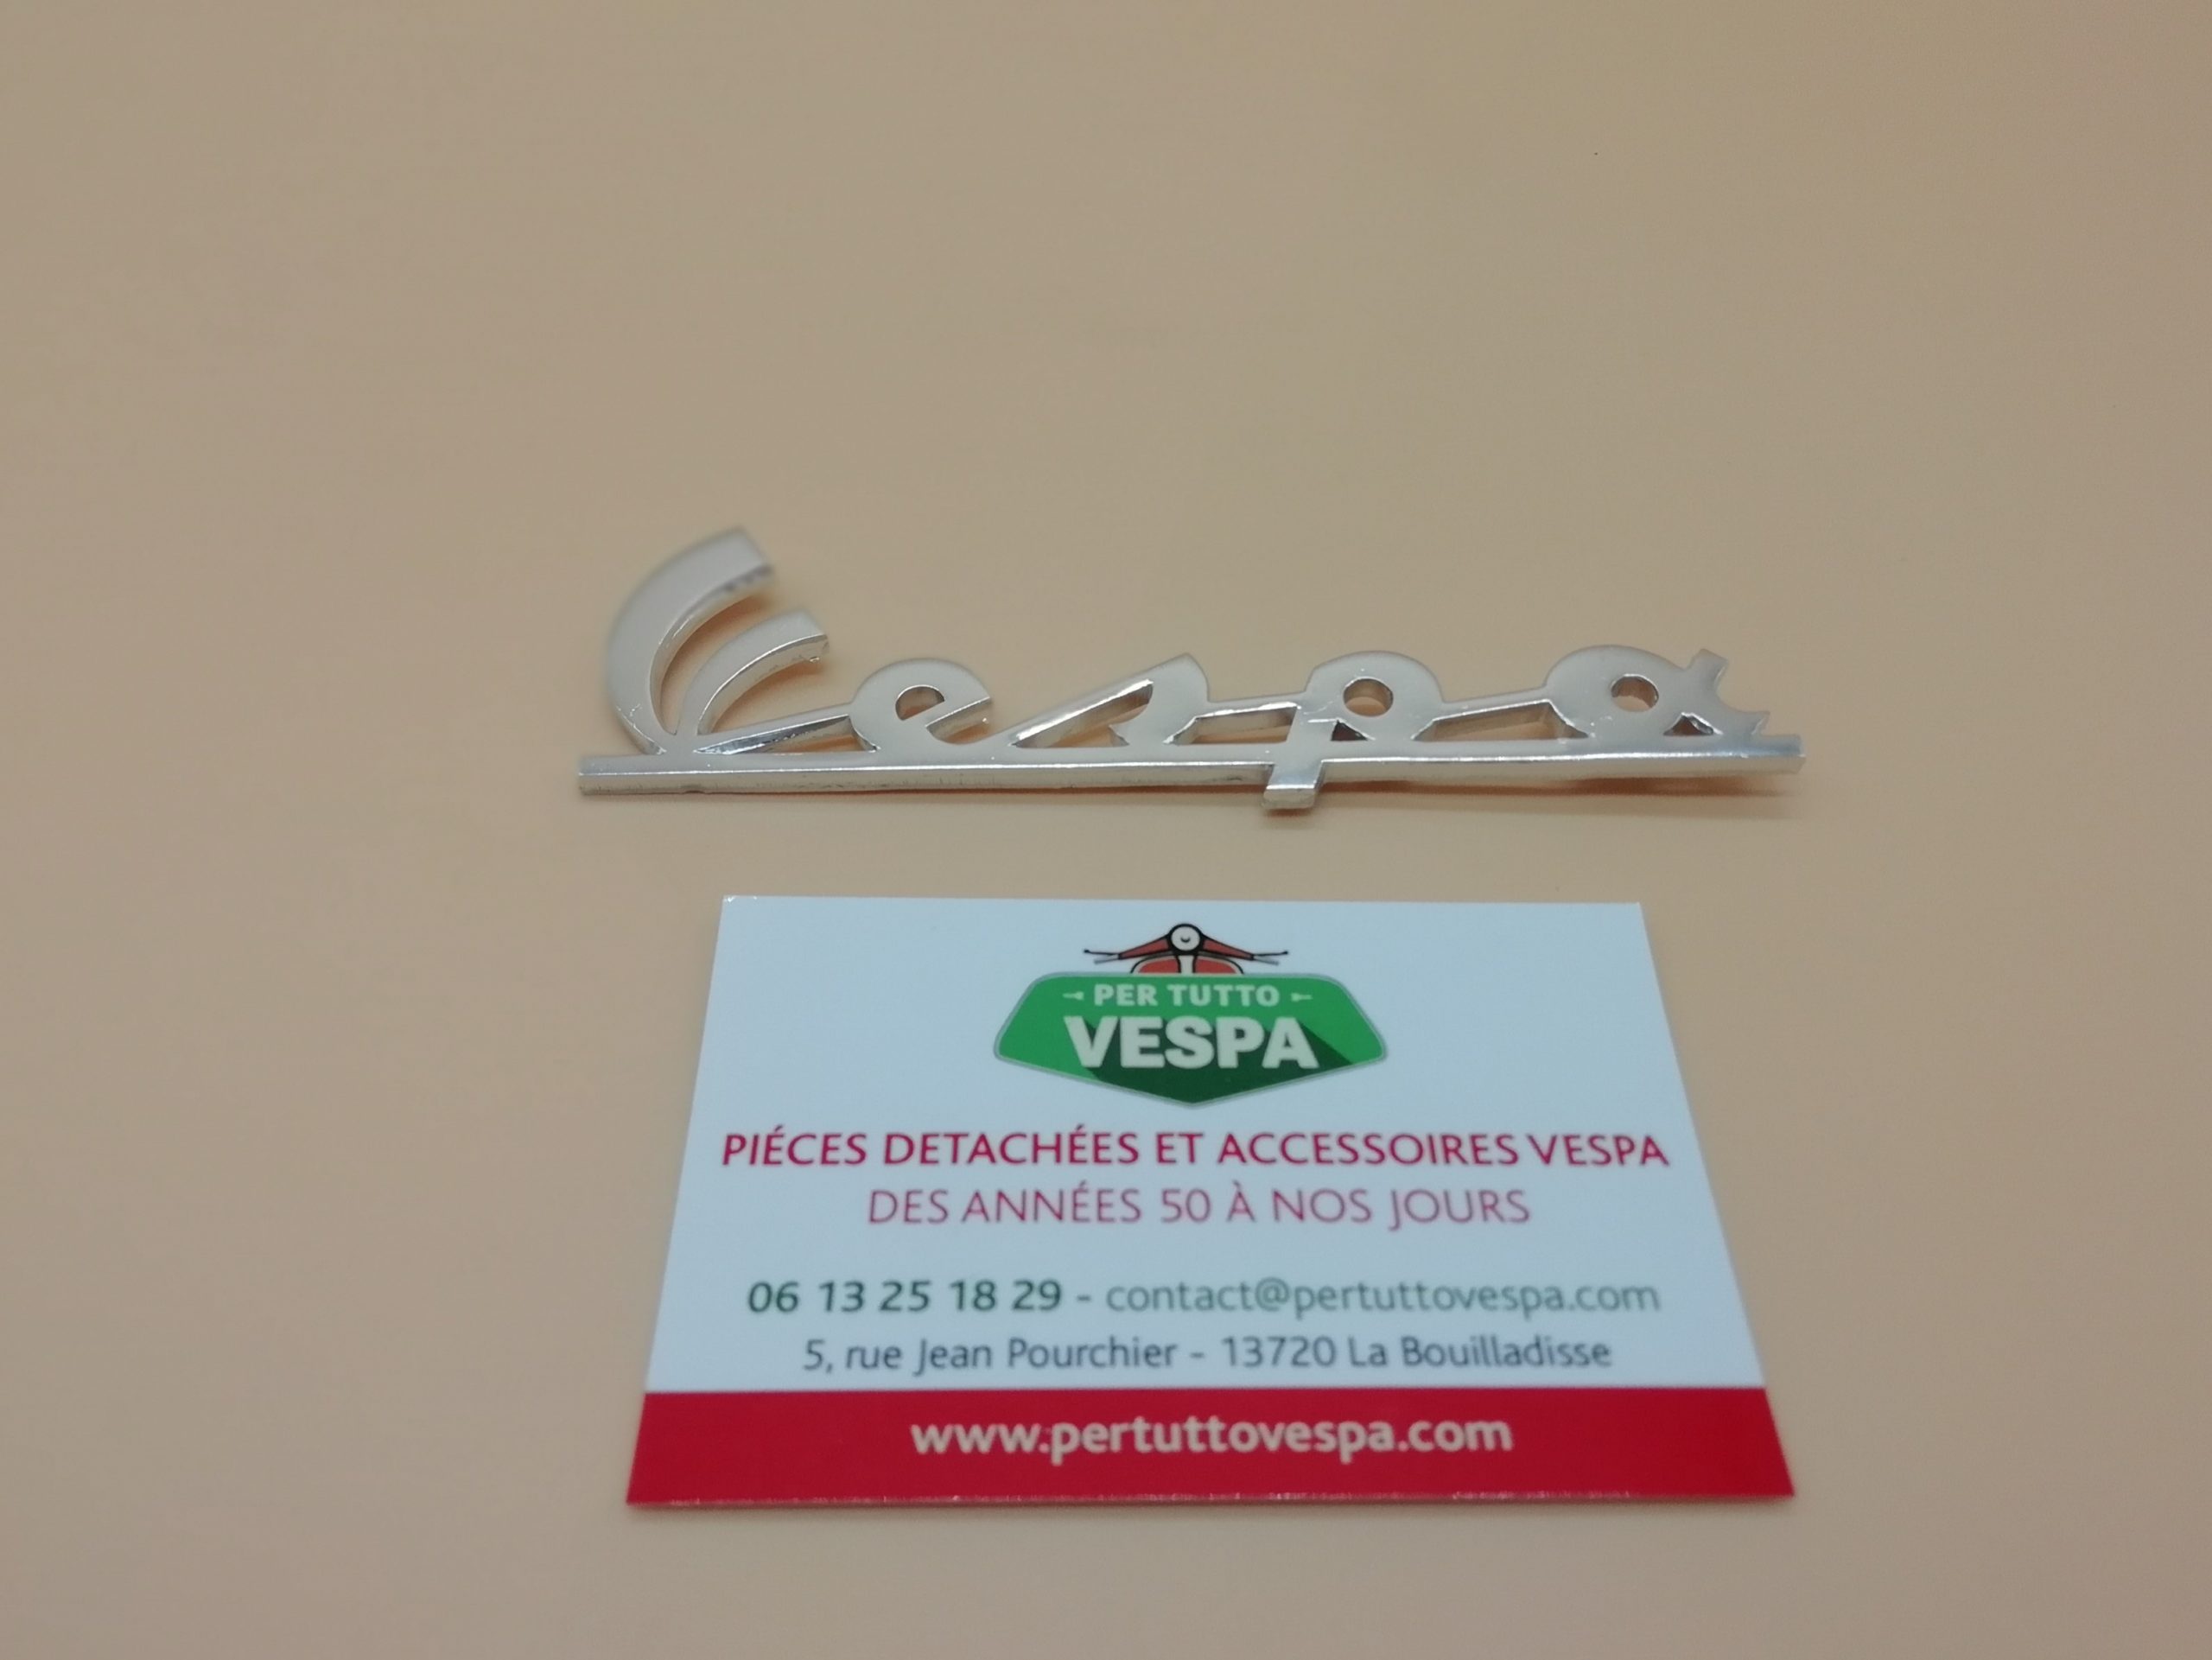 Vespa
PER TUTTO
VESPA
PIÉCES DETACHÉES ET ACCESSOIRES VESPA
DES ANNÉES 50 À NOS JOURS
06 13 25 18 29 - contact@pertuttovespa.com
5, rue Jean Pourchier - 13720 La Bouilladisse
www.pertuttovespa.com